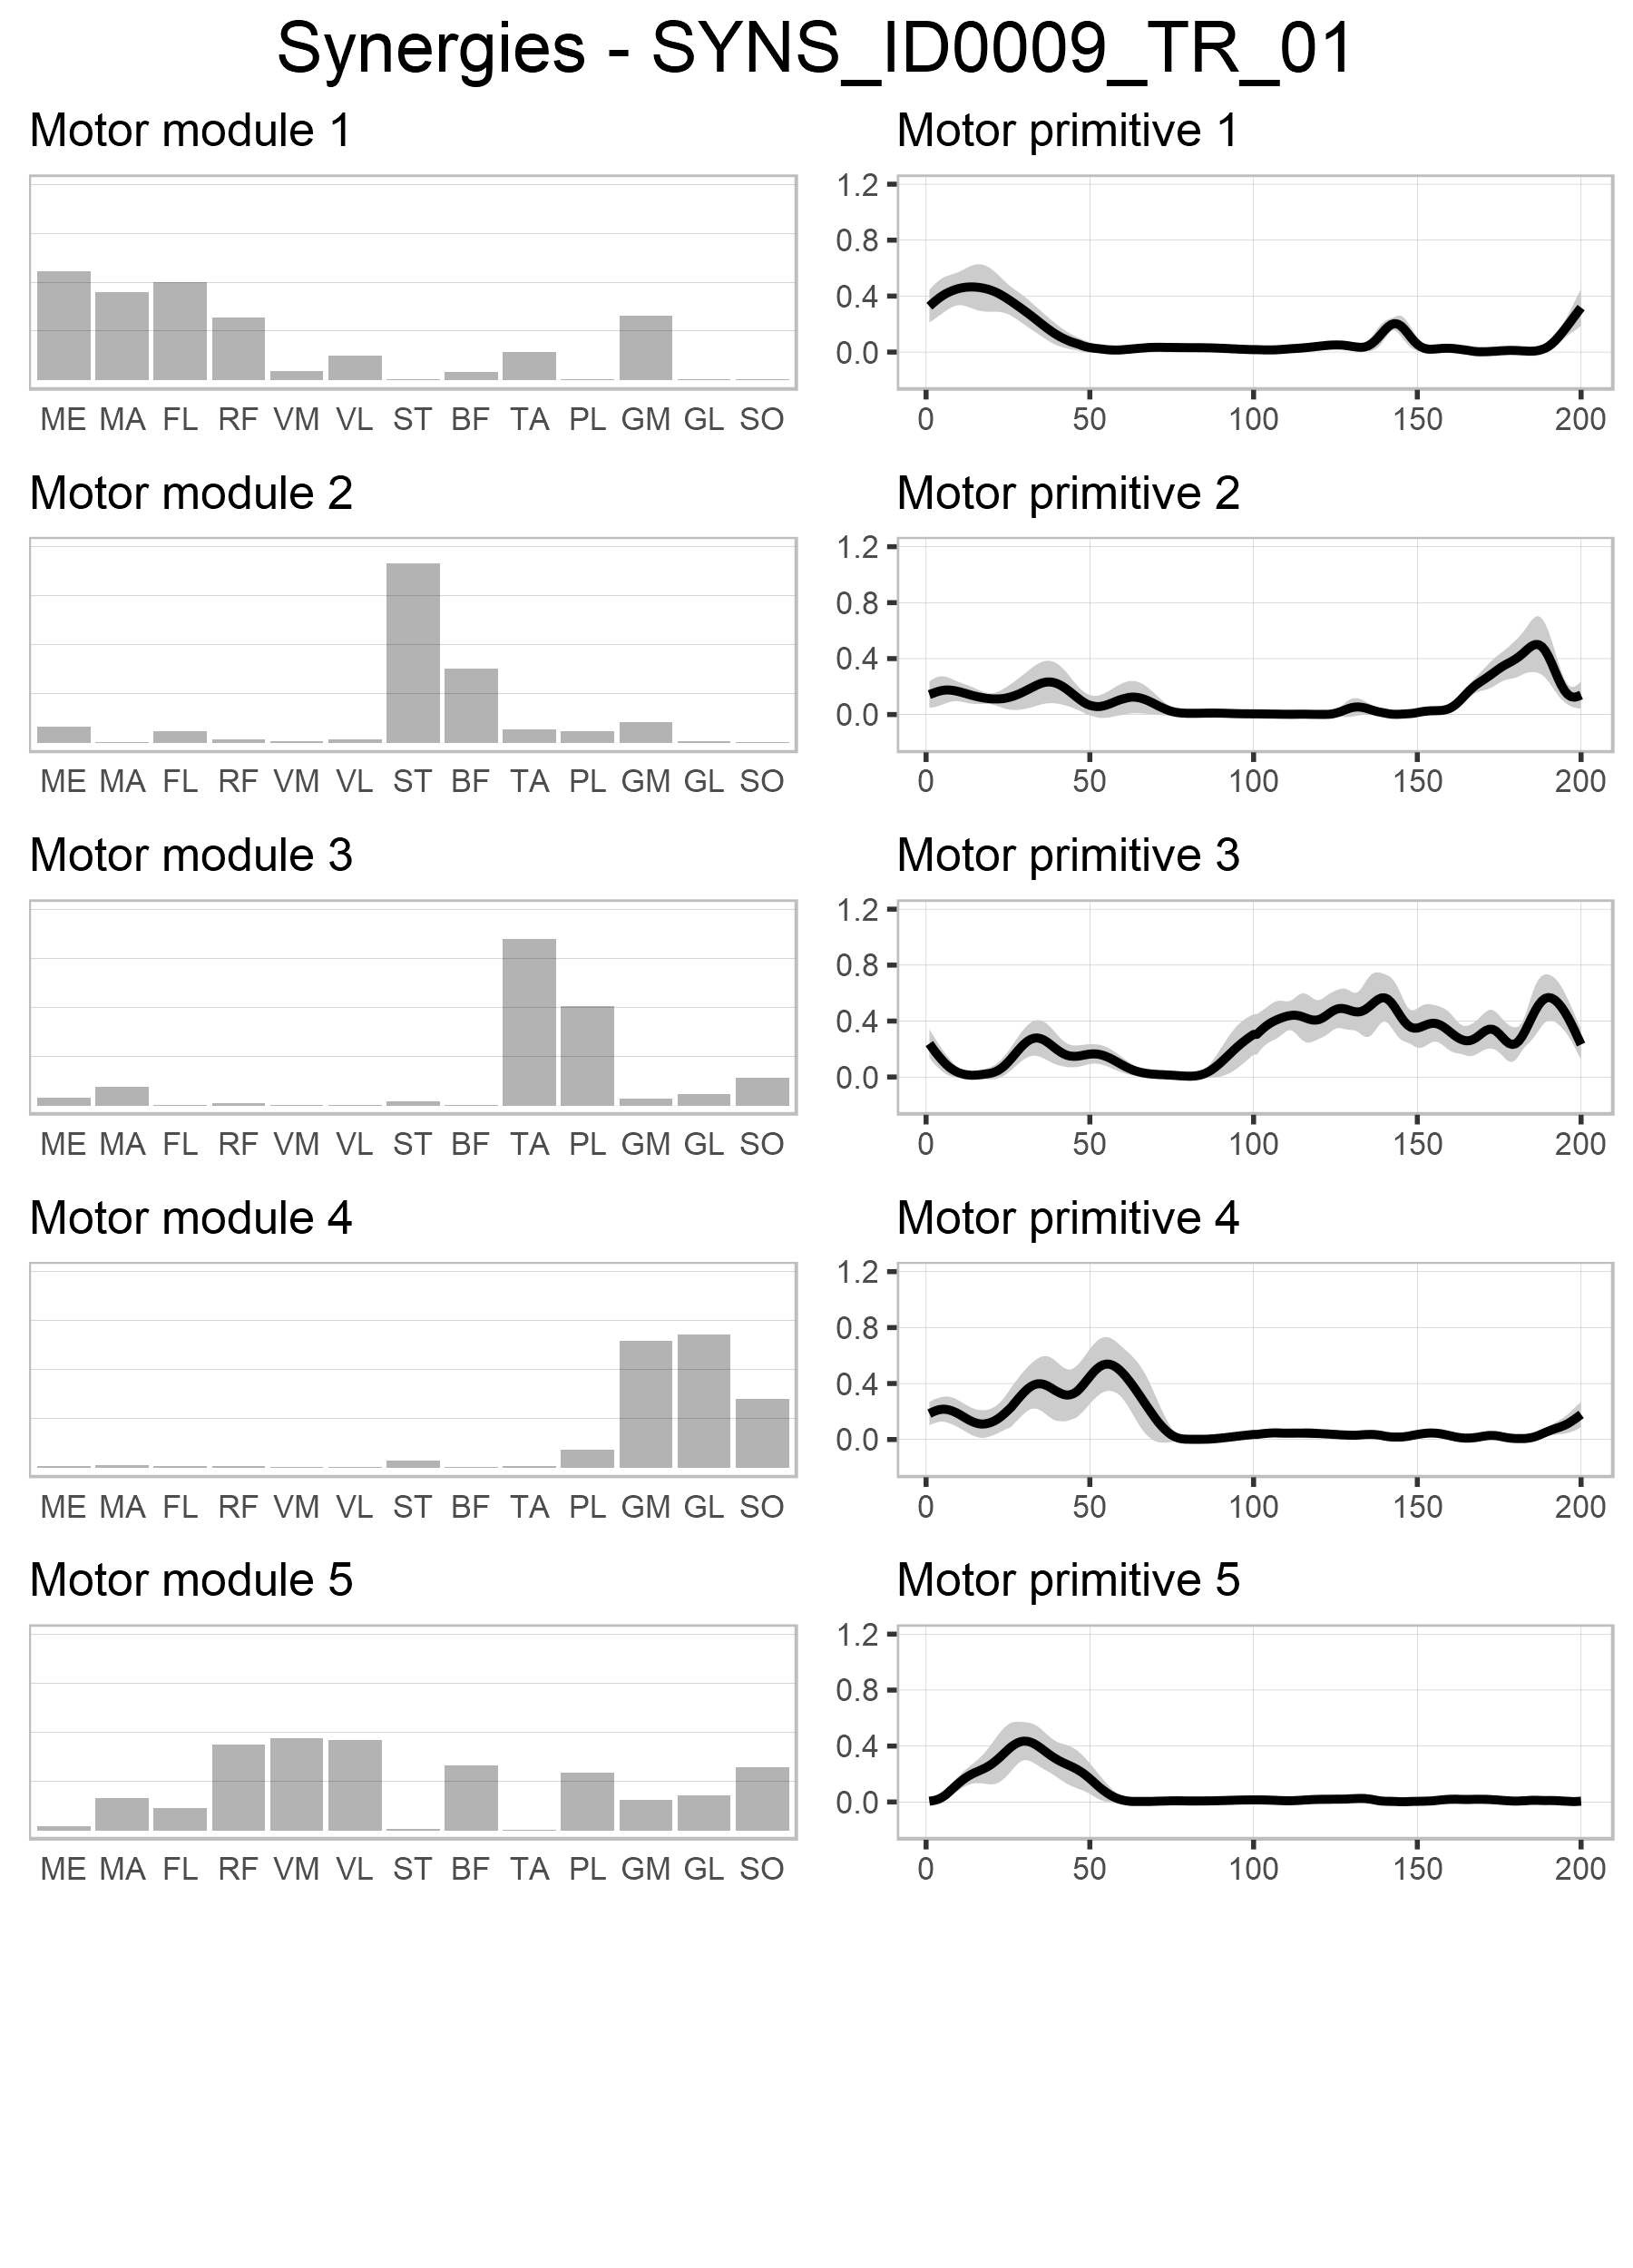 Synergies - SYNS_ID0009_TR_01
Motor module 1
Motor primitive 1
1.2
0.8
0.4
0.0
ME MA FL RF VM VL ST BF TA PL GM GL SO
0 50 100 150 200
Motor module 2
Motor primitive 2
1.2
0.8
0.4
0.0
ME MA FL RF VM VL ST BF TA PL GM GL SO
0 50 100 150 200
Motor module 3
Motor primitive 3
1.2
0.8
0.4
0.0
ME MA FL RF VM VL ST BF TA PL GM GL SO
0 50 100 150 200
Motor module 4
Motor primitive 4
1.2
0.8
0.4
0.0
ME MA FL RF VM VL ST BF TA PL GM GL SO
0 50 100 150 200
Motor module 5
Motor primitive 5
1.2
0.8
0.4
0.0
ME MA FL RF VM VL ST BF TA PL GM GL SO
0 50 100 150 200